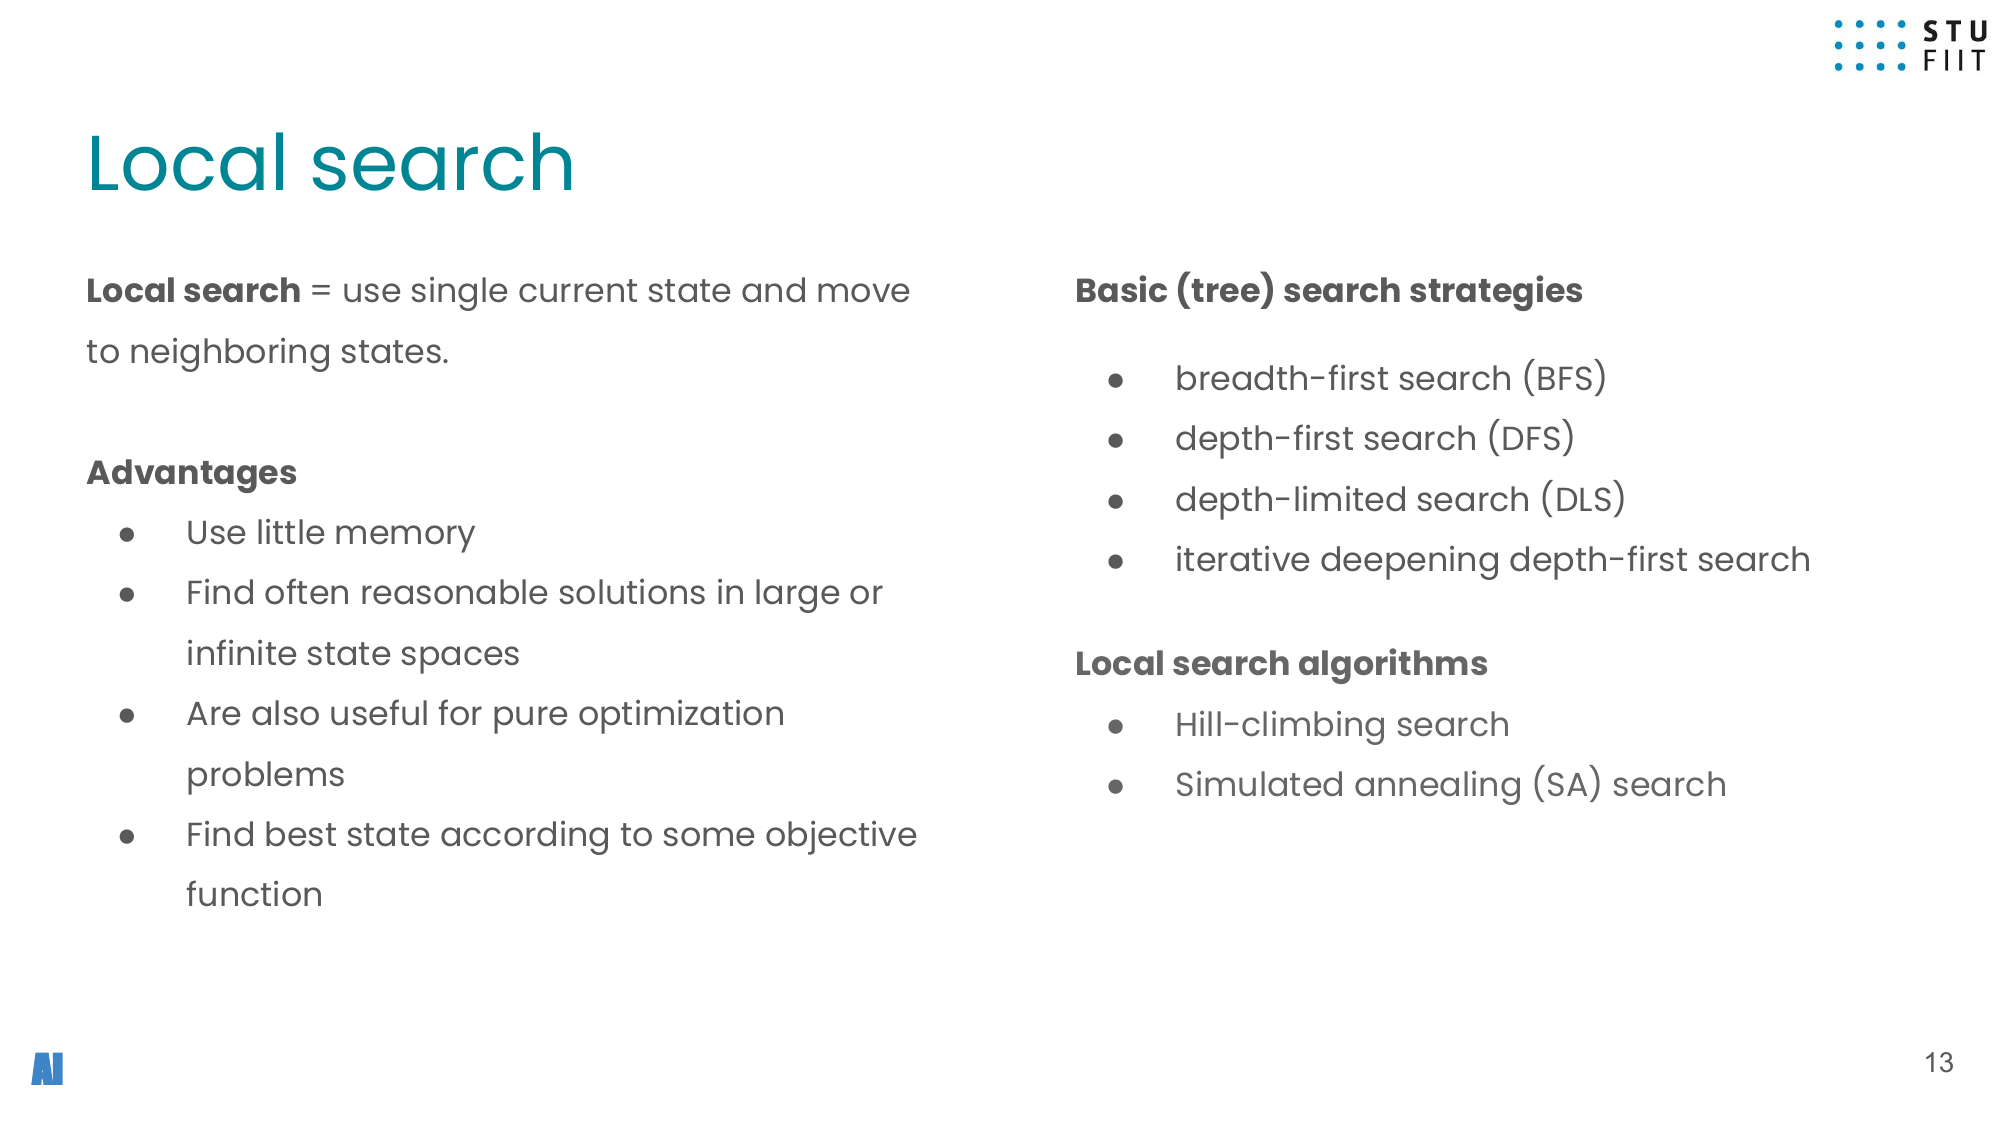 STU
FIIT
Local search
Local search = use single current state and move
to neighboring states.
Advantages
● Use little memory
● Find often reasonable solutions in large or
infinite state spaces
● Are also useful for pure optimization
problems
● Find best state according to some objective
function
Basic (tree) search strategies
● breadth-first search (BFS)
● depth-first search (DFS)
● depth-limited search (DLS)
● iterative deepening depth-first search
Local search algorithms
● Hill-climbing search
● Simulated annealing (SA) search
AI
13